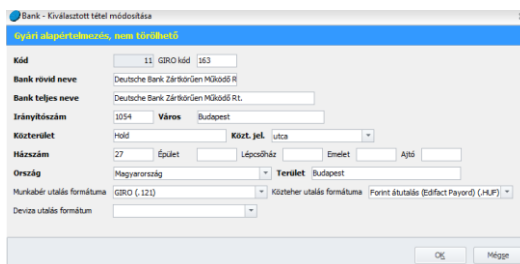 Bank - Kiválasztott tétel módosítása
Gyári alapértelmezés, nem törölhető
Kód 11 GIRO kód 163
Bank rövid neve Deutsche Bank Zártkörűen Működő R
Bank teljes neve Deutsche Bank Zártkörűen Működő Rt.
Irányítószám 1054 Város Budapest
Közterület Hold Közt. jel. utca
Házszám 27 Épület Lépcsőház Emelet Ajtó
Ország Magyarország Terület Budapest
Munkabér utalás formátuma GIRO (.121) Közteher utalás formátuma Forint átutalás (Edifact Payord) (.HUF)
Deviza utalás formátum
OK Mégse